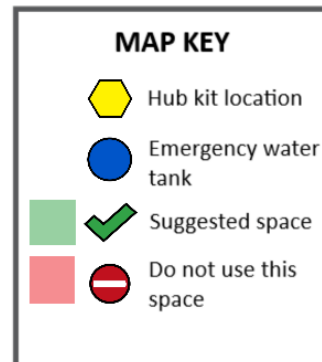 MAP KEY
Hub kit location
Emergency water
tank
Suggested space
Do not use this
space